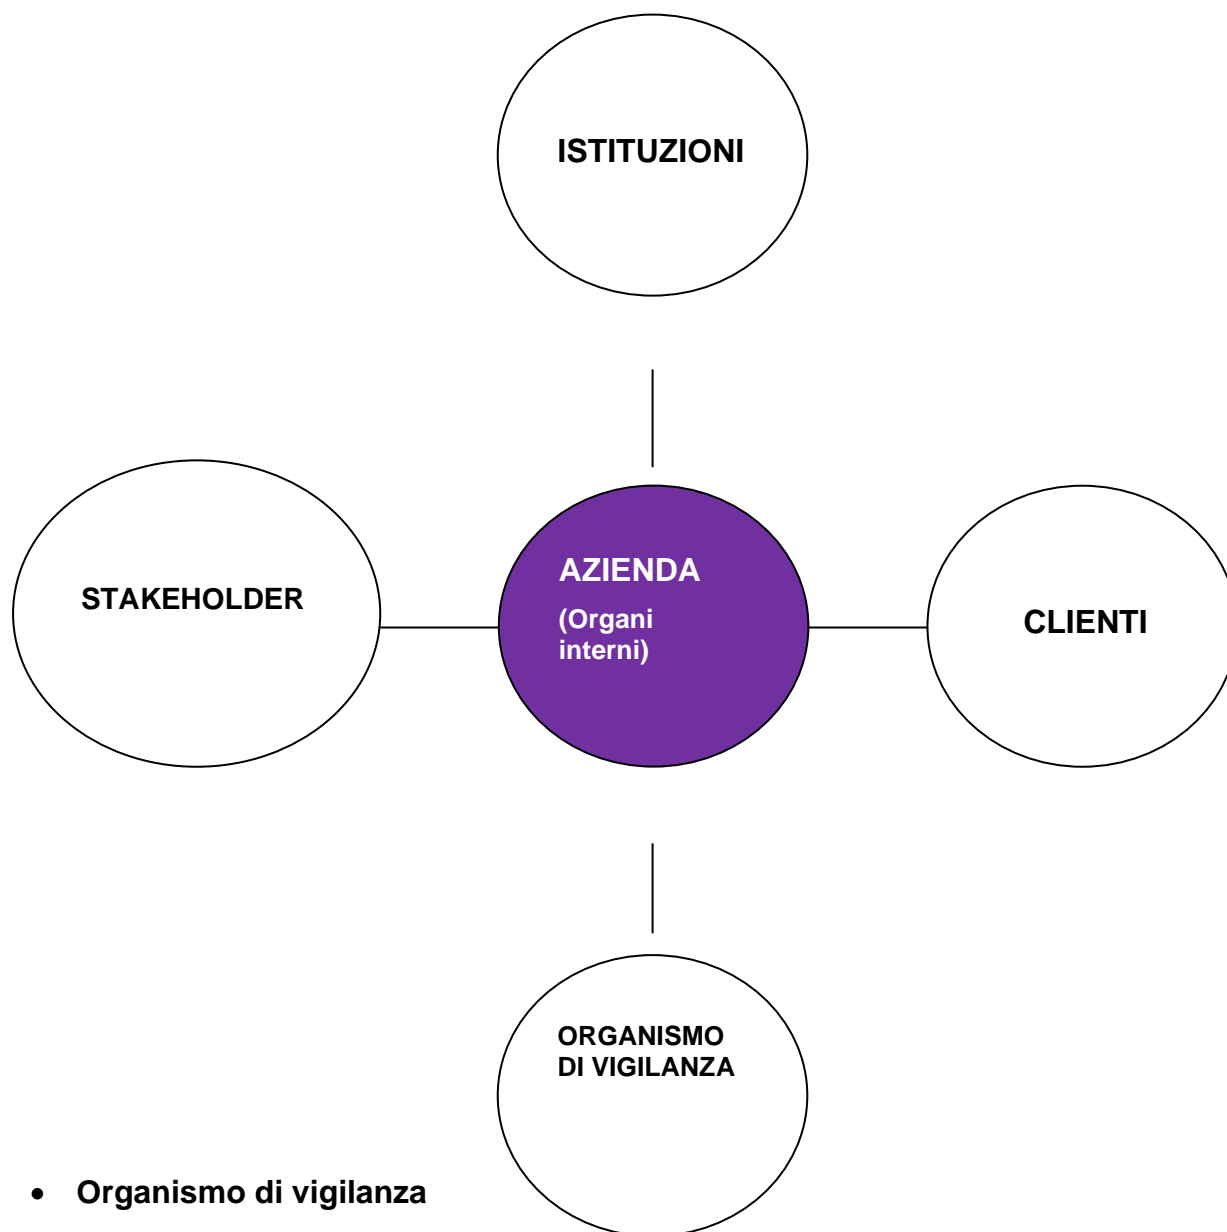 ISTITUZIONI
STAKEHOLDER
AZIENDA
(Organi
interni)
CLIENTI
ORGANISMO
DI VIGILANZA
• Organismo di vigilanza